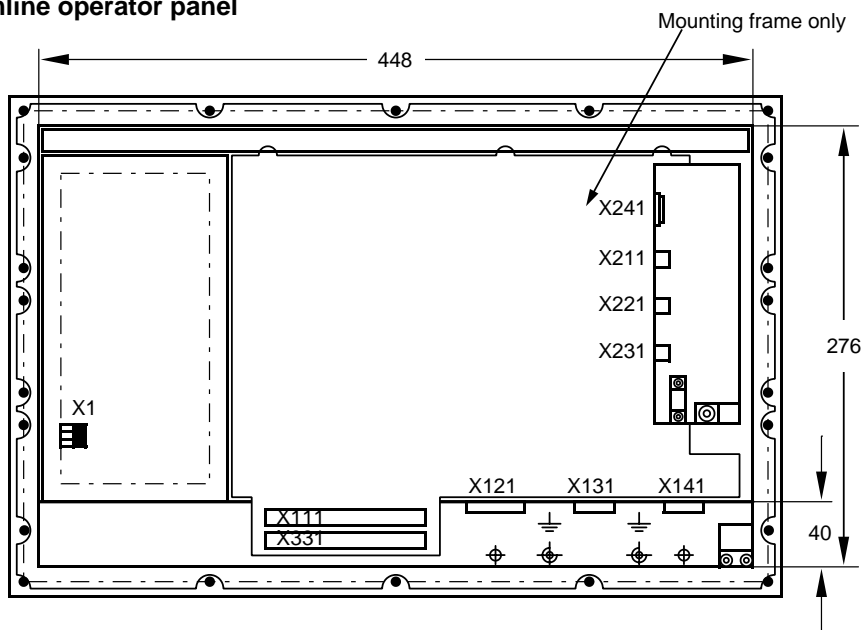 nline operator panel
Mounting frame only
448
X241
X211
X221
X231
276
X1
X121 X131 X141
X111
X331
40